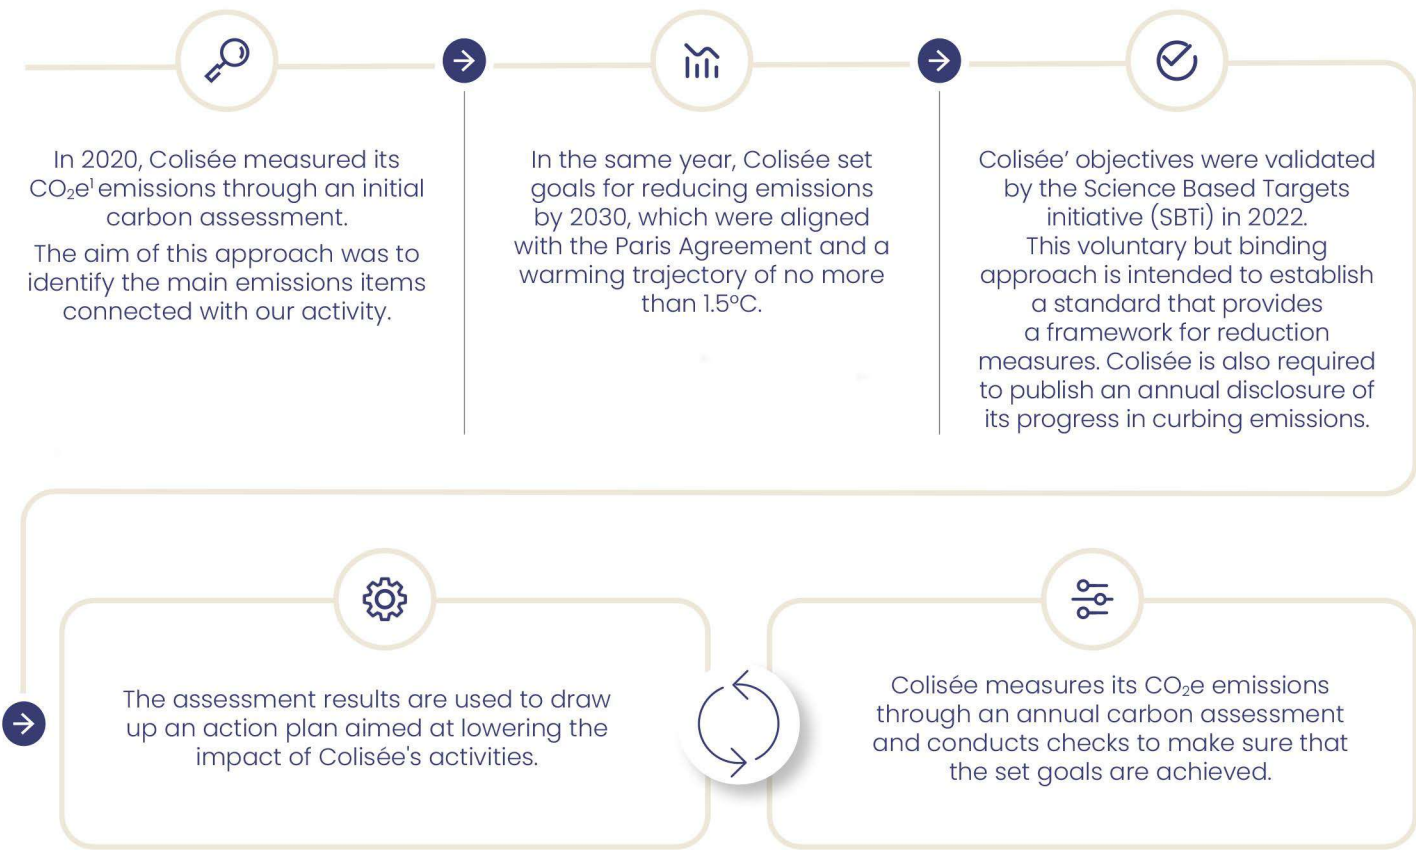 In 2020, Colisée measured its
CO₂e¹ emissions through an initial
carbon assessment.
The aim of this approach was to
identify the main emissions items
connected with our activity.
In the same year, Colisée set
goals for reducing emissions
by 2030, which were aligned
with the Paris Agreement and a
warming trajectory of no more
than 1.5°C.
Colisée’ objectives were validated
by the Science Based Targets
initiative (SBTi) in 2022.
This voluntary but binding
approach is intended to establish
a standard that provides
a framework for reduction
measures. Colisée is also required
to publish an annual disclosure of
its progress in curbing emissions.
The assessment results are used to draw
up an action plan aimed at lowering the
impact of Colisée's activities.
Colisée measures its CO₂e emissions
through an annual carbon assessment
and conducts checks to make sure that
the set goals are achieved.